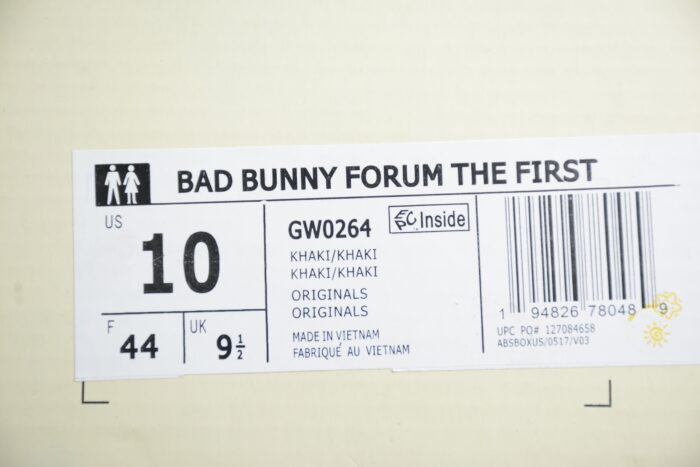 BAD BUNNY FORUM THE FIRST
US
10
F
44
UK
9½
GW0264
EPC Inside
KHAKI/KHAKI
KHAKI/KHAKI
ORIGINALS
ORIGINALS
MADE IN VIETNAM
FABRIQUÉ AU VIETNAM
1 94826 78048 9
UPC PO# 127084658
ABSBOXUS/0517/V03